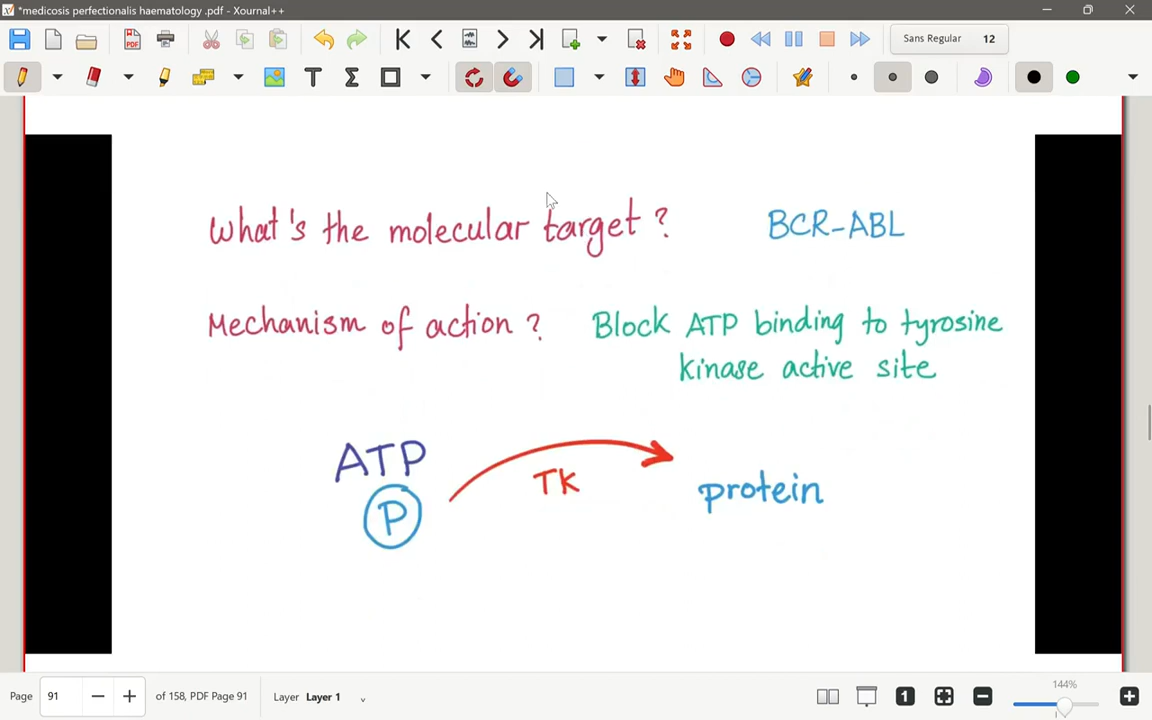 *medicosis perfectionalis haematology .pdf - Xournal++
PDF
Sans Regular 12
T Σ
What's the molecular target ? BCR-ABL
Mechanism of action ? Block ATP binding to tyrosine
kinase active site
ATP
TK
P
protein
144%
Page 91 of 158, PDF Page 91 Layer Layer 1
1